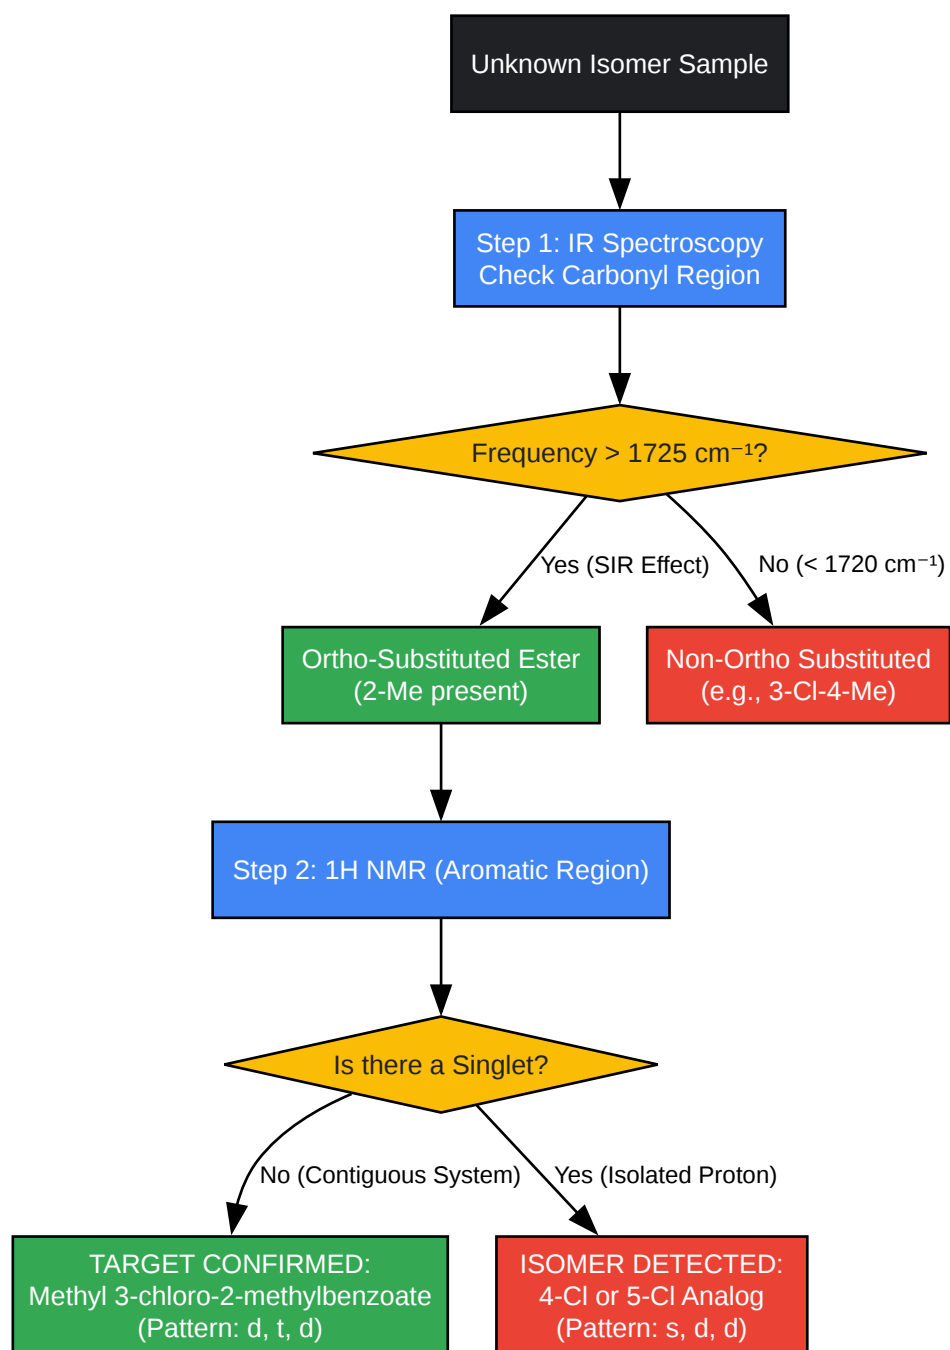 Unknown Isomer Sample
Step 1: IR Spectroscopy
Check Carbonyl Region
Frequency > 1725 cm⁻¹?
Yes (SIR Effect)
No (< 1720 cm⁻¹)
Ortho-Substituted Ester
(2-Me present)
Non-Ortho Substituted
(e.g., 3-Cl-4-Me)
Step 2: 1H NMR (Aromatic Region)
Is there a Singlet?
No (Contiguous System)
Yes (Isolated Proton)
TARGET CONFIRMED:
Methyl 3-chloro-2-methylbenzoate
(Pattern: d, t, d)
ISOMER DETECTED:
4-Cl or 5-Cl Analog
(Pattern: s, d, d)